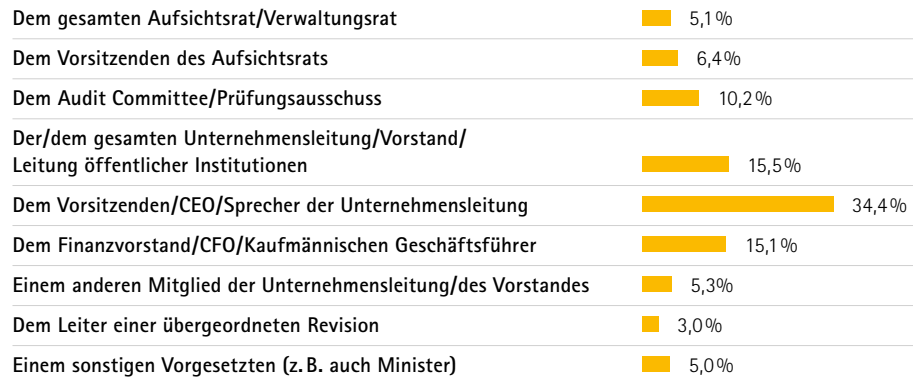 Dem gesamten Aufsichtsrat/Verwaltungsrat 5,1%
Dem Vorsitzenden des Aufsichtsrats 6,4%
Dem Audit Committee/Prüfungsausschuss 10,2%
Der/dem gesamten Unternehmensleitung/Vorstand/
Leitung öffentlicher Institutionen 15,5%
Dem Vorsitzenden/CEO/Sprecher der Unternehmensleitung 34,4%
Dem Finanzvorstand/CFO/Kaufmännischen Geschäftsführer 15,1%
Einem anderen Mitglied der Unternehmensleitung/des Vorstandes 5,3%
Dem Leiter einer übergeordneten Revision 3,0%
Einem sonstigen Vorgesetzten (z.B. auch Minister) 5,0%